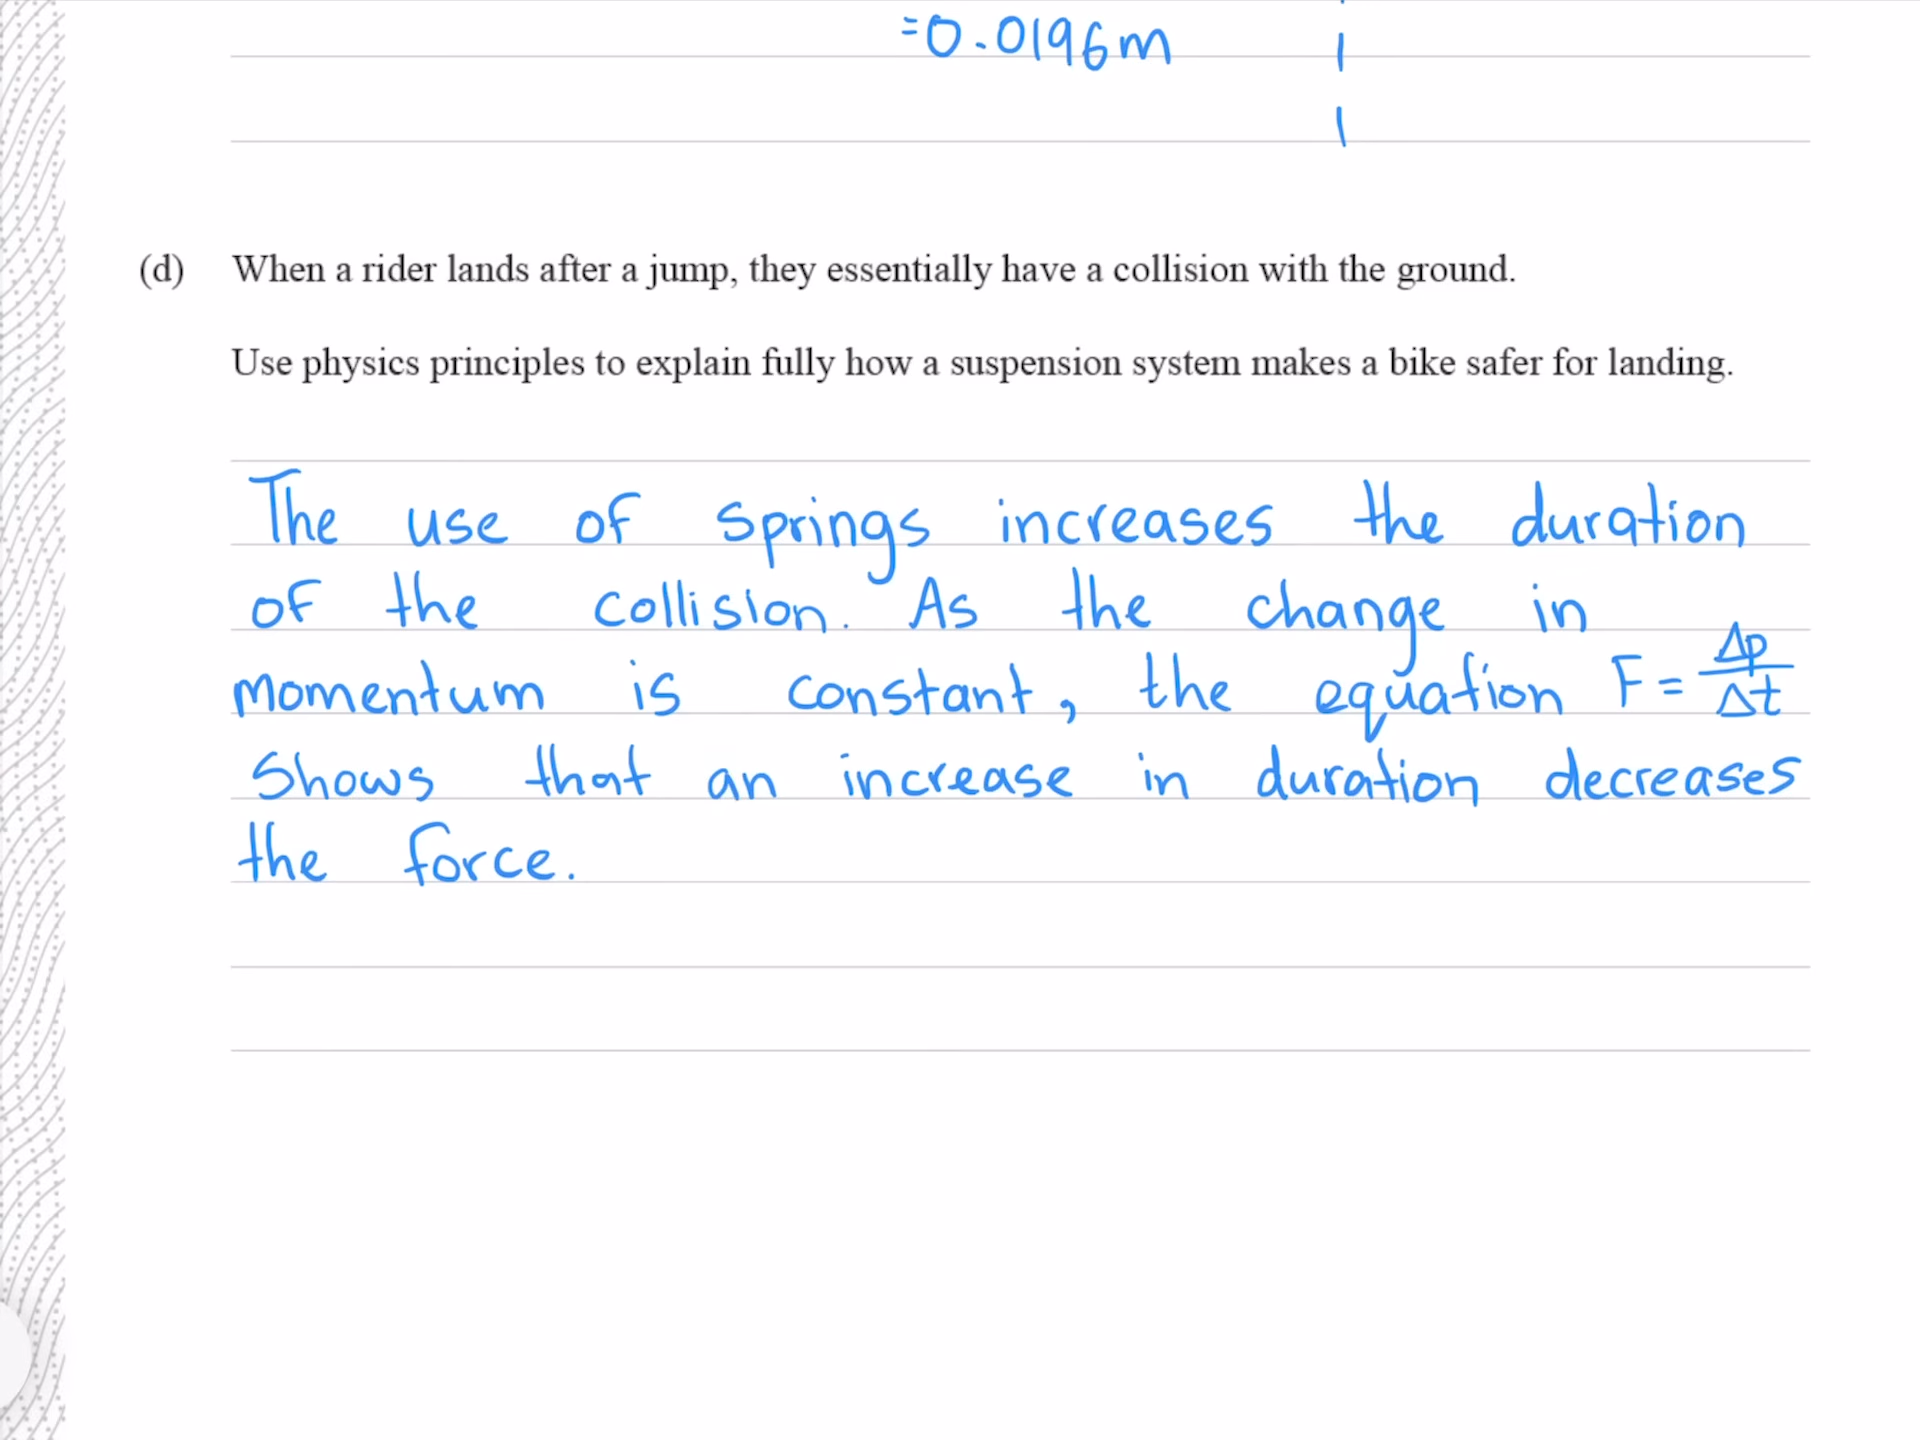 =0.0196m
(d) When a rider lands after a jump, they essentially have a collision with the ground.
Use physics principles to explain fully how a suspension system makes a bike safer for landing.
The use of springs increases the duration
of the collision. As the change in
momentum is constant, the equation F = Δp/Δt
shows that an increase in duration decreases
the force.